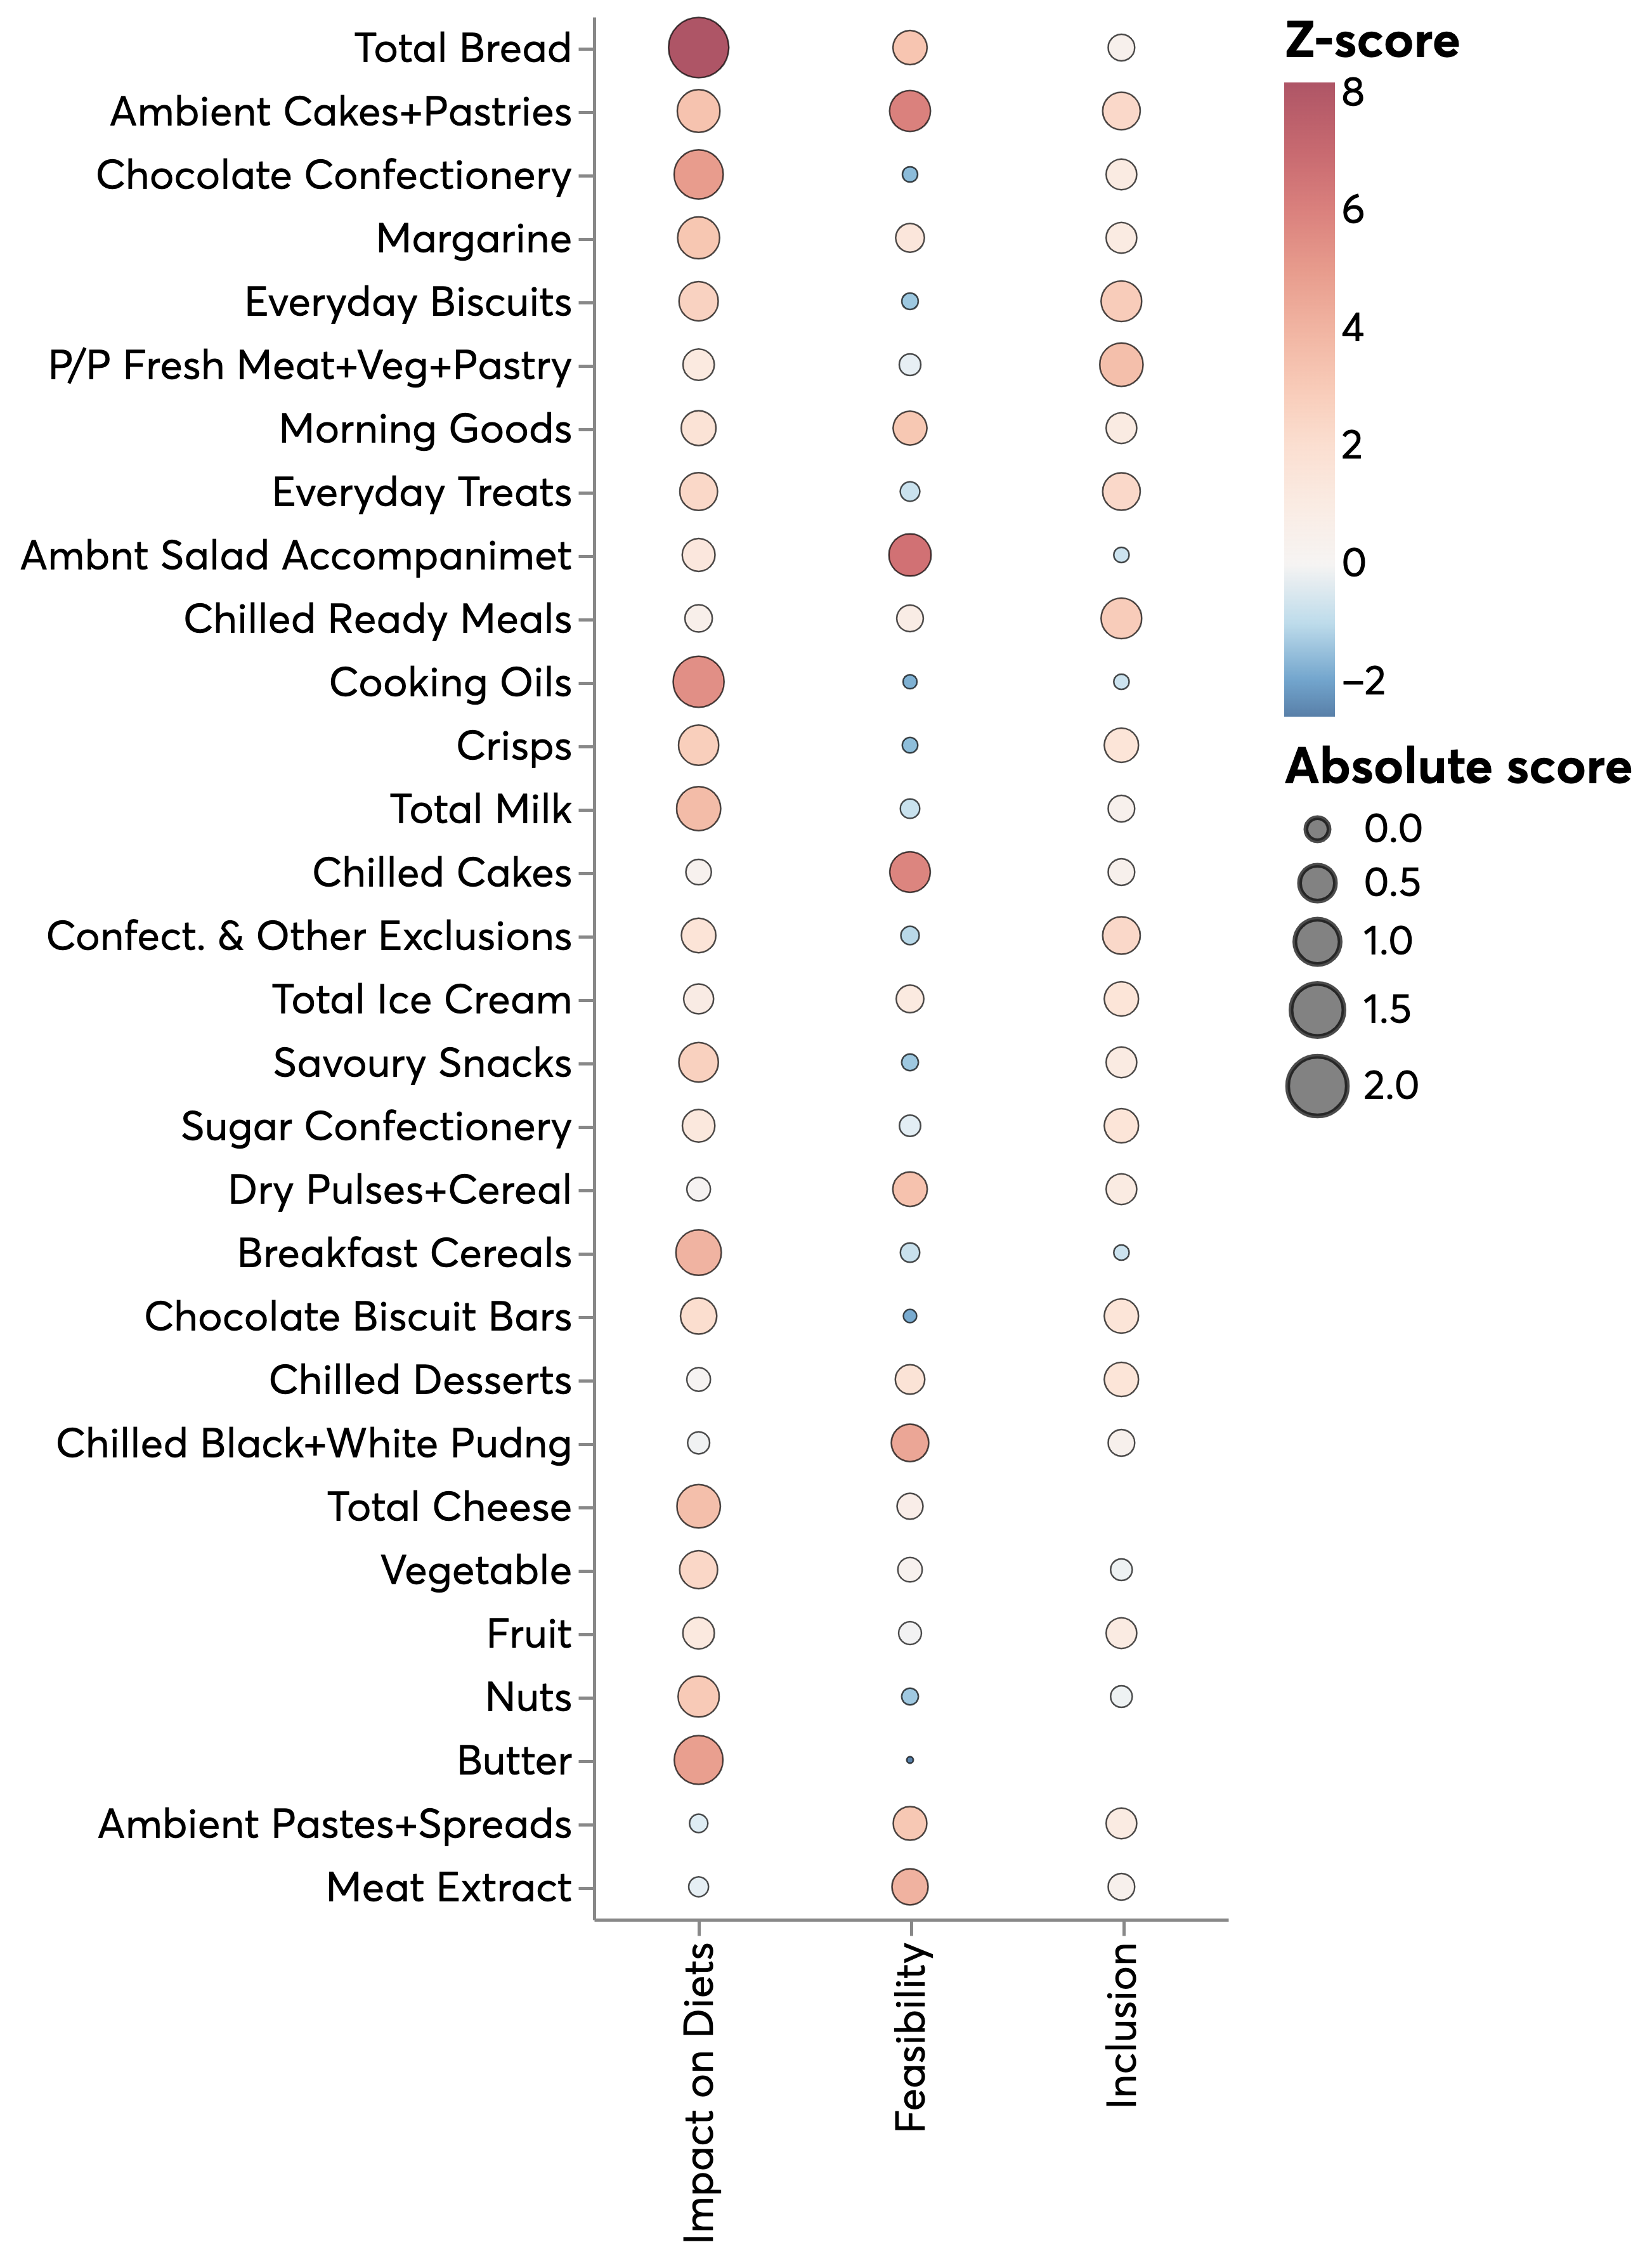 Total Bread
Ambient Cakes+Pastries
Chocolate Confectionery
Margarine
Everyday Biscuits
P/P Fresh Meat+Veg+Pastry
Morning Goods
Everyday Treats
Ambnt Salad Accompanimet
Chilled Ready Meals
Cooking Oils
Crisps
Total Milk
Chilled Cakes
Confect. & Other Exclusions
Total Ice Cream
Savoury Snacks
Sugar Confectionery
Dry Pulses+Cereal
Breakfast Cereals
Chocolate Biscuit Bars
Chilled Desserts
Chilled Black+White Pudng
Total Cheese
Vegetable
Fruit
Nuts
Butter
Ambient Pastes+Spreads
Meat Extract
Impact on Diets
Feasibility
Inclusion
Z-score
8
6
4
2
0
−2
Absolute score
0.0
0.5
1.0
1.5
2.0